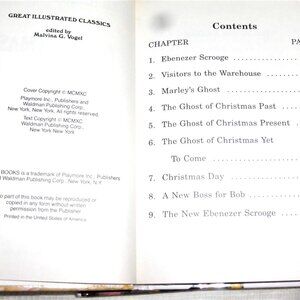 GREAT ILLUSTRATED CLASSICS
edited by
Malvina G. Vogel
Cover Copyright © MCMXC
Playmore Inc., Publishers and
Waldman Publishing Corp.
New York, New York. All rights reserved.
Text Copyright © MCMXC
Waldman Publishing Corp.
New York New York
BOOKS is a trademark of Playmore Inc., Publishers
d Waldman Publishing Corp., New York, N.Y.
No part of this book may be reproduced or
copied in any form without written
permission from the Publisher
Printed in the United States of America
Contents
CHAPTER PA
1. Ebenezer Scrooge
2. Visitors to the Warehouse
3. Marley's Ghost
4. The Ghost of Christmas Past
5. The Ghost of Christmas Present
6. The Ghost of Christmas Yet
To Come
7. Christmas Day
8. A New Boss for Bob
9. The New Ebenezer Scrooge